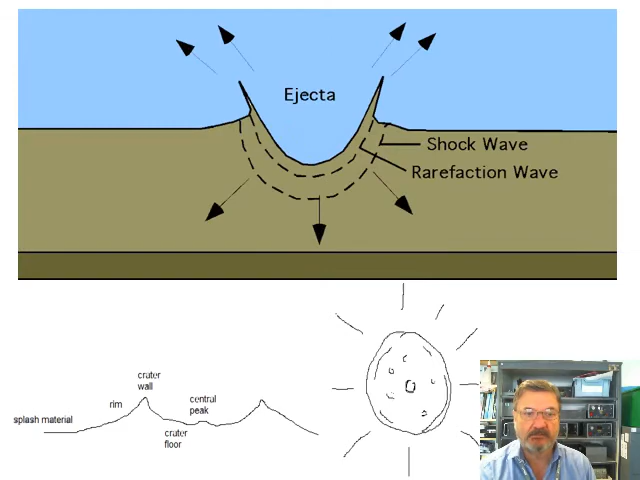 Ejecta
Shock Wave
Rarefaction Wave
crater
wall
rim
central
peak
splash material
crater
floor